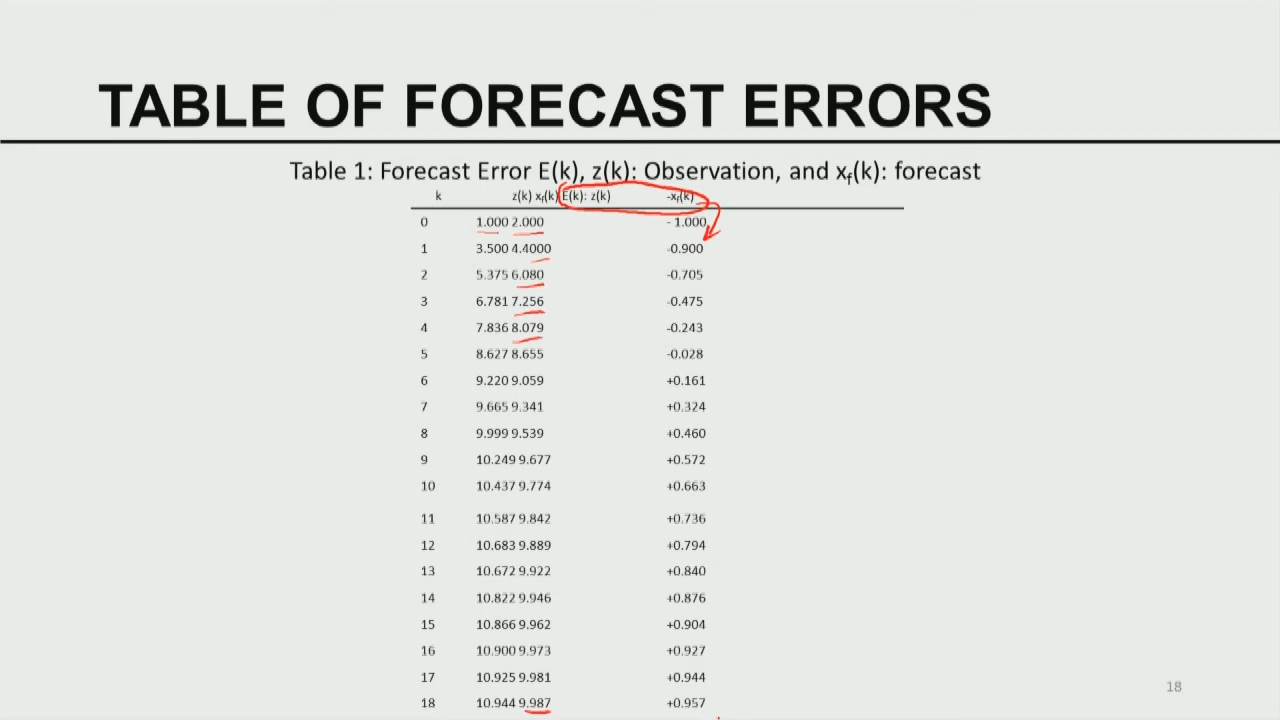 TABLE OF FORECAST ERRORS
Table 1: Forecast Error E(k), z(k): Observation, and xf(k): forecast
k z(k) xf(k) E(k): z(k) -xf(k)
0 1.000 2.000 - 1.000
1 3.500 4.4000 -0.900
2 5.375 6.080 -0.705
3 6.781 7.256 -0.475
4 7.836 8.079 -0.243
5 8.627 8.655 -0.028
6 9.220 9.059 +0.161
7 9.665 9.341 +0.324
8 9.999 9.539 +0.460
9 10.249 9.677 +0.572
10 10.437 9.774 +0.663
11 10.587 9.842 +0.736
12 10.683 9.889 +0.794
13 10.672 9.922 +0.840
14 10.822 9.946 +0.876
15 10.866 9.962 +0.904
16 10.900 9.973 +0.927
17 10.925 9.981 +0.944
18 10.944 9.987 +0.957
18